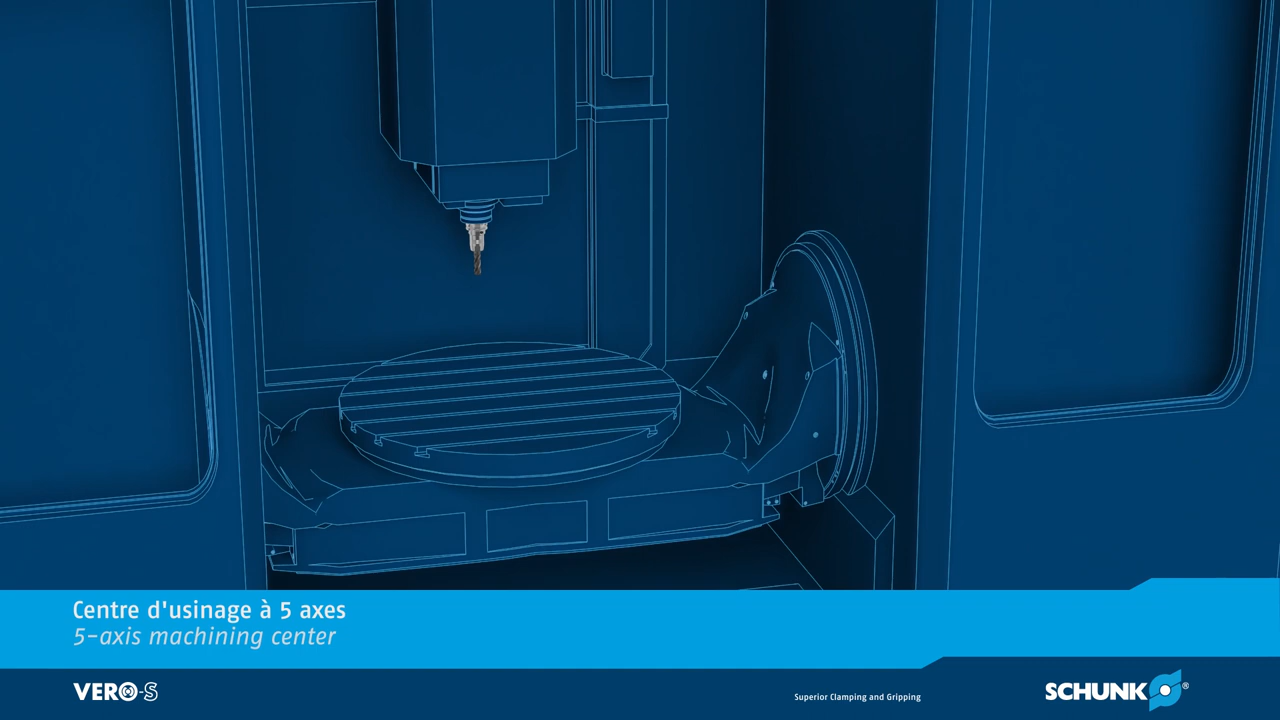 Centre d'usinage à 5 axes
5-axis machining center
VERO-S
Superior Clamping and Gripping
SCHUNK ®